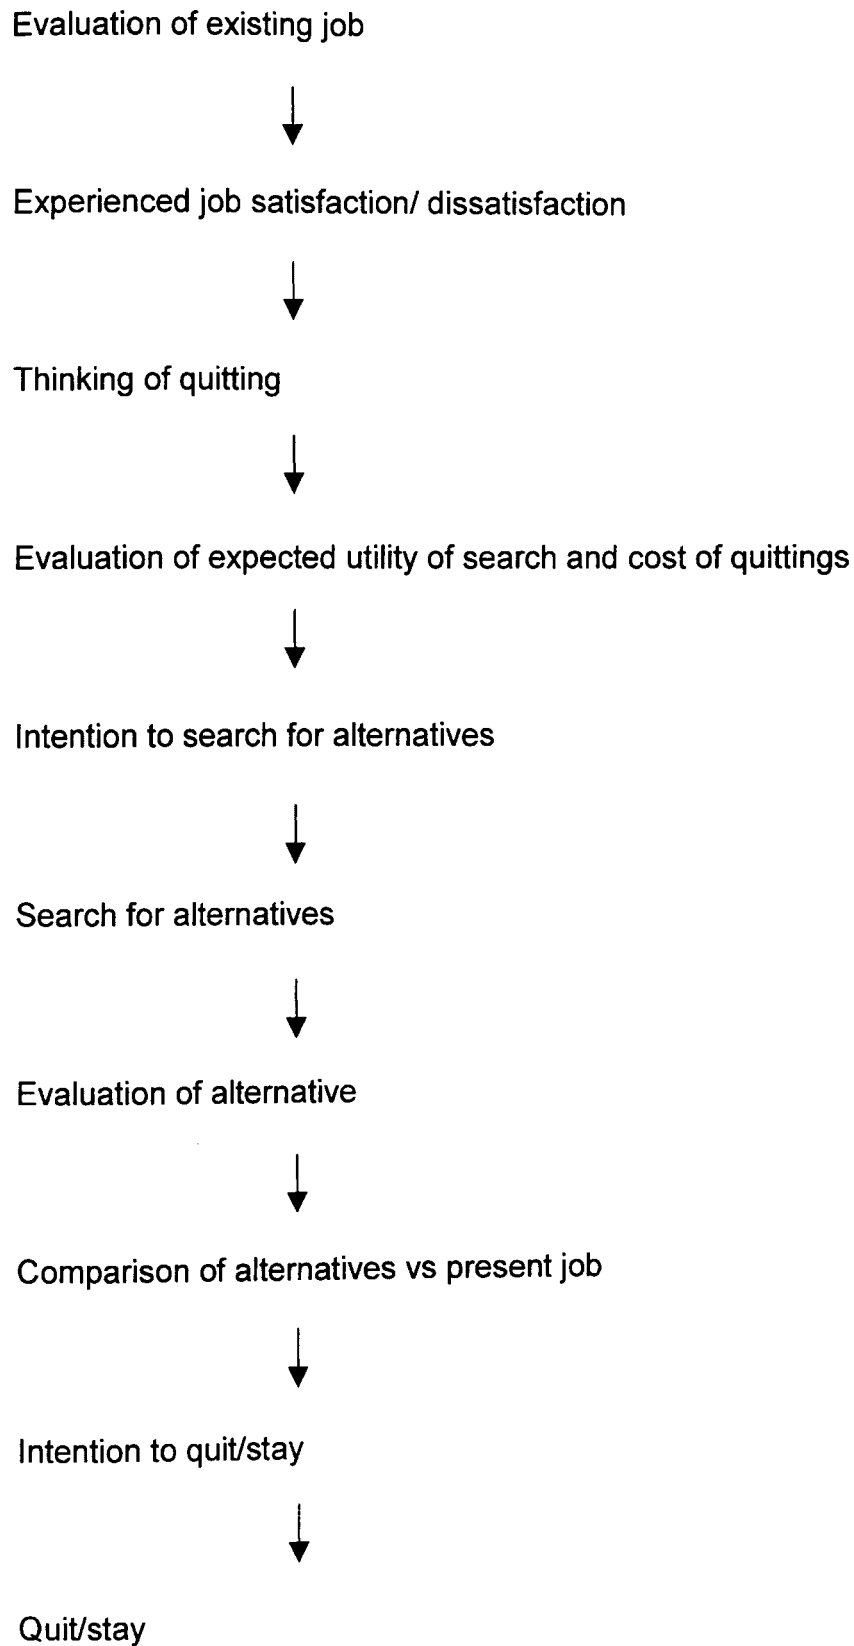 Evaluation of existing job
Experienced job satisfaction/ dissatisfaction
Thinking of quitting
Evaluation of expected utility of search and cost of quittings
Intention to search for alternatives
Search for alternatives
Evaluation of alternative
Comparison of alternatives vs present job
Intention to quit/stay
Quit/stay